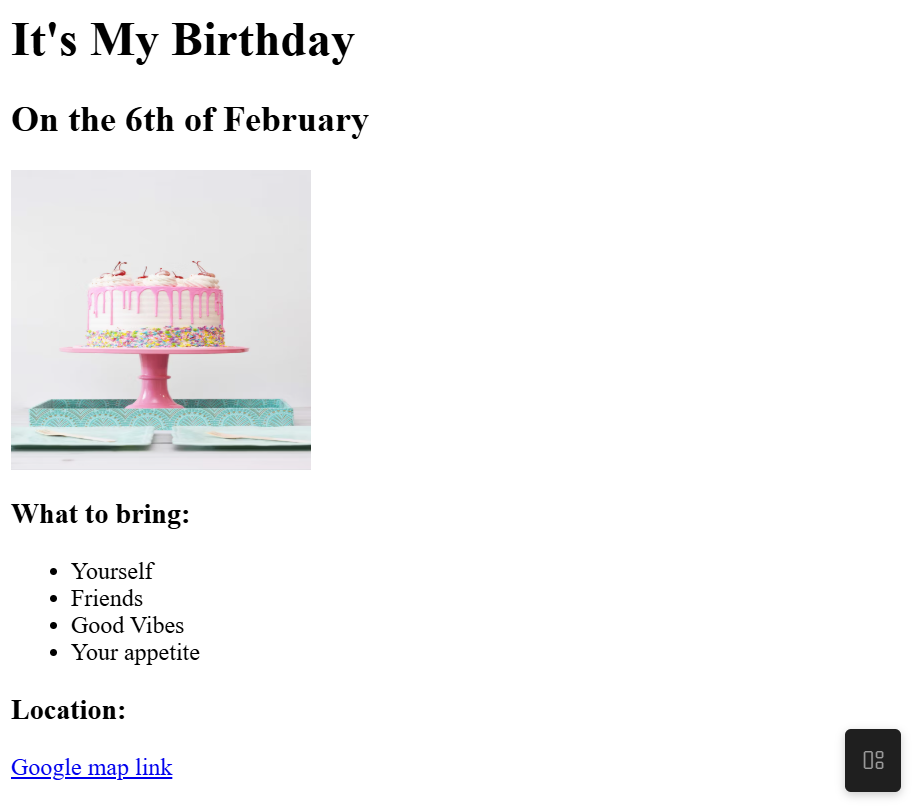 It's My Birthday
On the 6th of February
What to bring:
Yourself
Friends
Good Vibes
Your appetite
Location:
Google map link